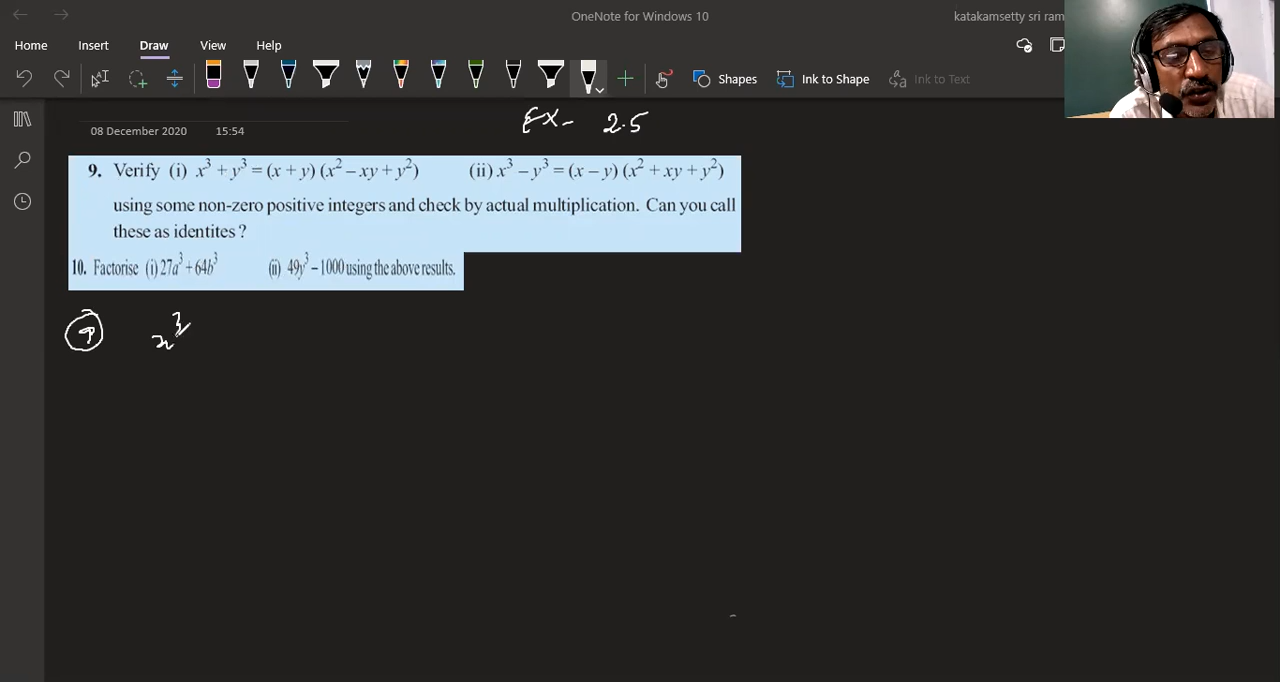 OneNote for Windows 10
katakamsetty sri ram
Home Insert Draw View Help
Shapes Ink to Shape Ink to Text
Ex- 2.5
08 December 2020 15:54
9. Verify (i) x³ + y³ = (x + y) (x² – xy + y²) (ii) x³ – y³ = (x – y) (x² + xy + y²)
using some non-zero positive integers and check by actual multiplication. Can you call
these as identites ?
10. Factorise (i) 27a³ + 64b³ (ii) 49y³ – 1000 using the above results.
9 x³